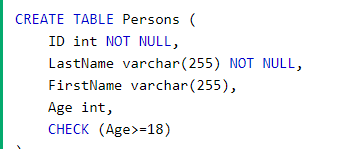 CREATE TABLE Persons (
    ID int NOT NULL,
    LastName varchar(255) NOT NULL,
    FirstName varchar(255),
    Age int,
    CHECK (Age>=18)